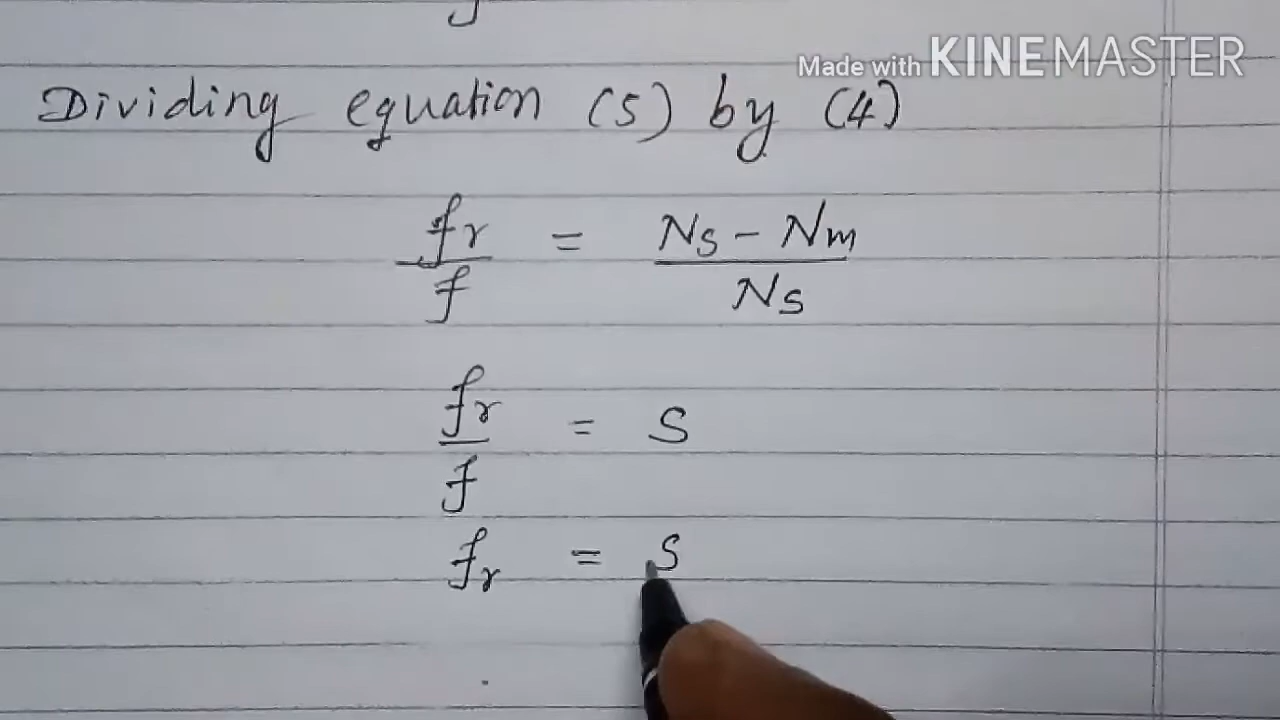 Made with KINEMASTER
Dividing equation (5) by (4)
fr / f = Ns - Nm / Ns
fr / f = S
fr = S